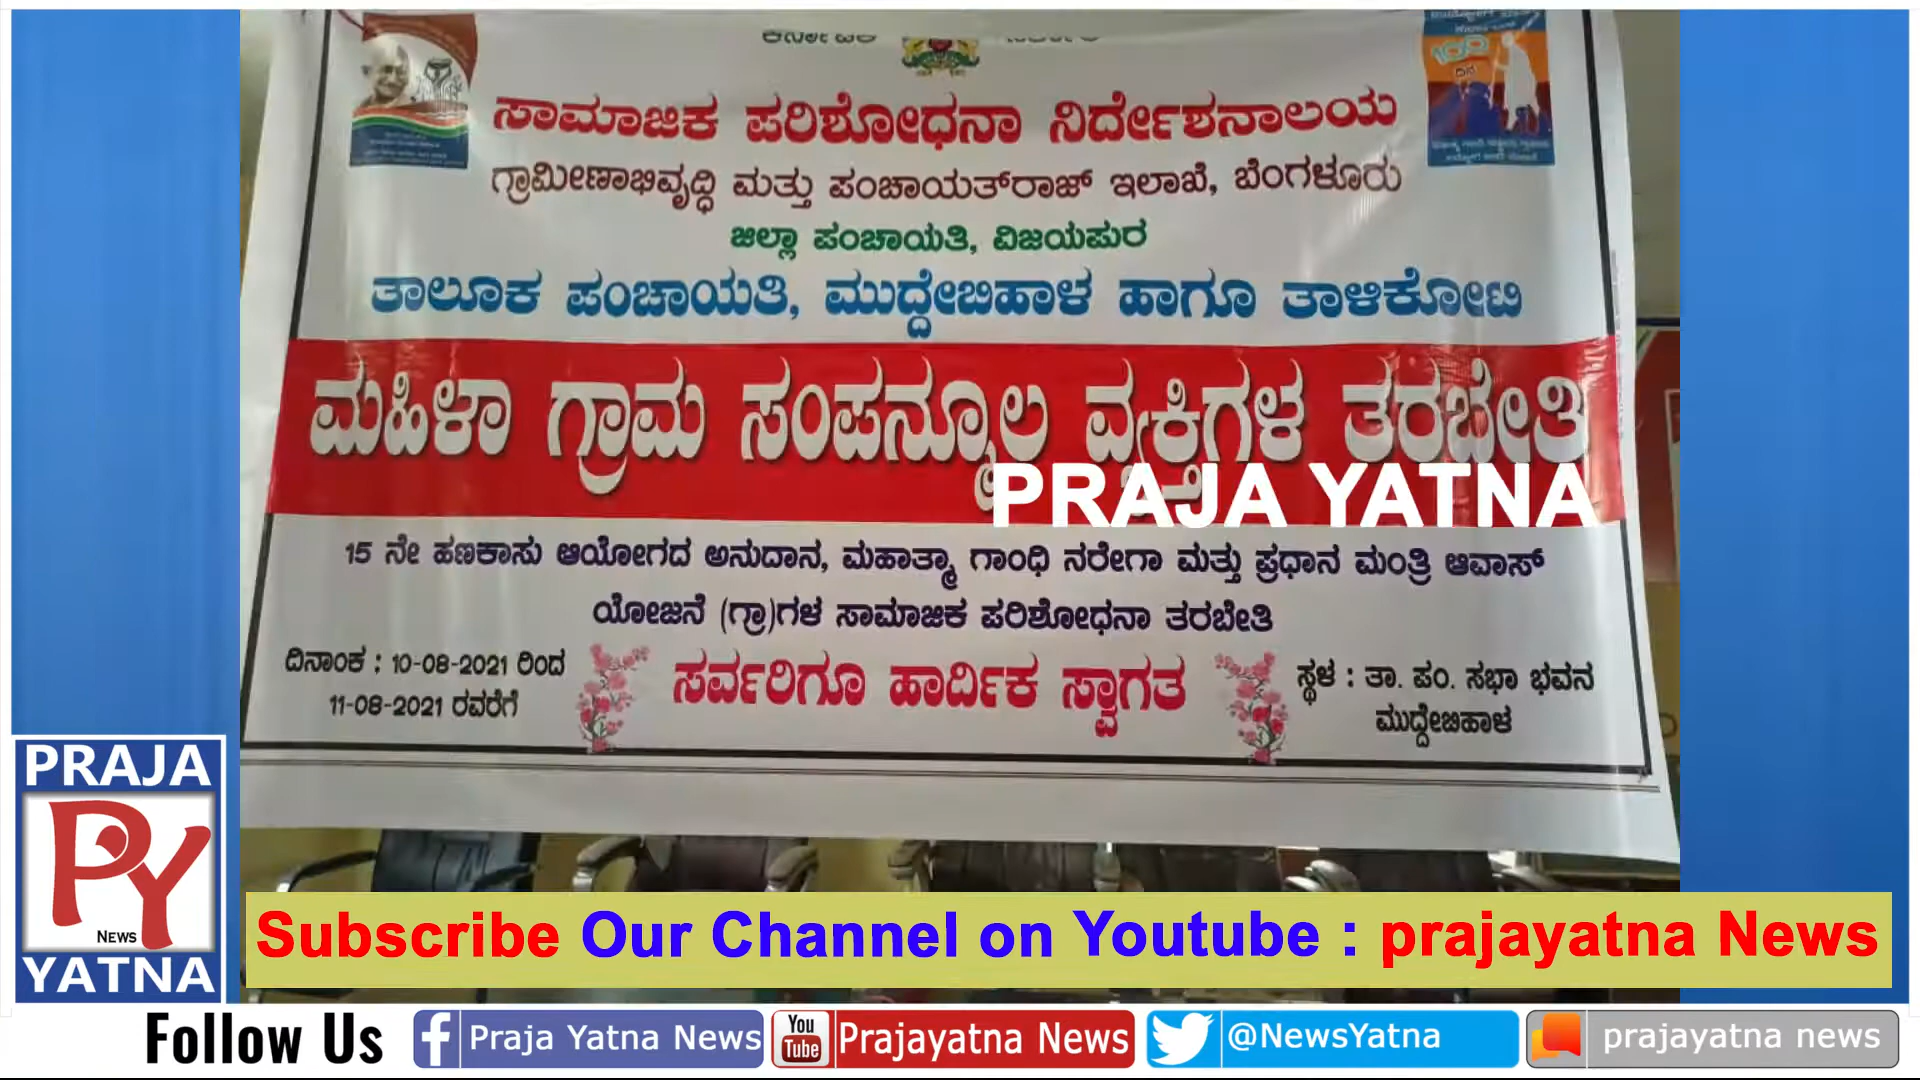 ಸಾಮಾಜಿಕ ಪರಿಶೋಧನಾ ನಿರ್ದೇಶನಾಲಯ
ಗ್ರಾಮೀಣಾಭಿವೃದ್ಧಿ ಮತ್ತು ಪಂಚಾಯತ್‌ರಾಜ್ ಇಲಾಖೆ, ಬೆಂಗಳೂರು
ಜಿಲ್ಲಾ ಪಂಚಾಯತಿ, ವಿಜಯಪುರ
ತಾಲೂಕ ಪಂಚಾಯತಿ, ಮುದ್ದೇಬಿಹಾಳ ಹಾಗೂ ತಾಳಿಕೋಟಿ
ಮಹಿಳಾ ಗ್ರಾಮ ಸಂಪನ್ಮೂಲ ವ್ಯಕ್ತಿಗಳ ತರಬೇತಿ
PRAJA YATNA
15 ನೇ ಹಣಕಾಸು ಆಯೋಗದ ಅನುದಾನ, ಮಹಾತ್ಮಾ ಗಾಂಧಿ ನರೇಗಾ ಮತ್ತು ಪ್ರಧಾನ ಮಂತ್ರಿ ಆವಾಸ್
ಯೋಜನೆ (ಗ್ರಾ)ಗಳ ಸಾಮಾಜಿಕ ಪರಿಶೋಧನಾ ತರಬೇತಿ
ದಿನಾಂಕ : 10-08-2021 ರಿಂದ
11-08-2021 ರವರೆಗೆ
ಸರ್ವರಿಗೂ ಹಾರ್ದಿಕ ಸ್ವಾಗತ
ಸ್ಥಳ : ತಾ. ಪಂ. ಸಭಾ ಭವನ
ಮುದ್ದೇಬಿಹಾಳ
PRAJA
PY
News
YATNA
Subscribe Our Channel on Youtube : prajayatna News
Follow Us
f Praja Yatna News
You Tube Prajayatna News
@NewsYatna
prajayatna news